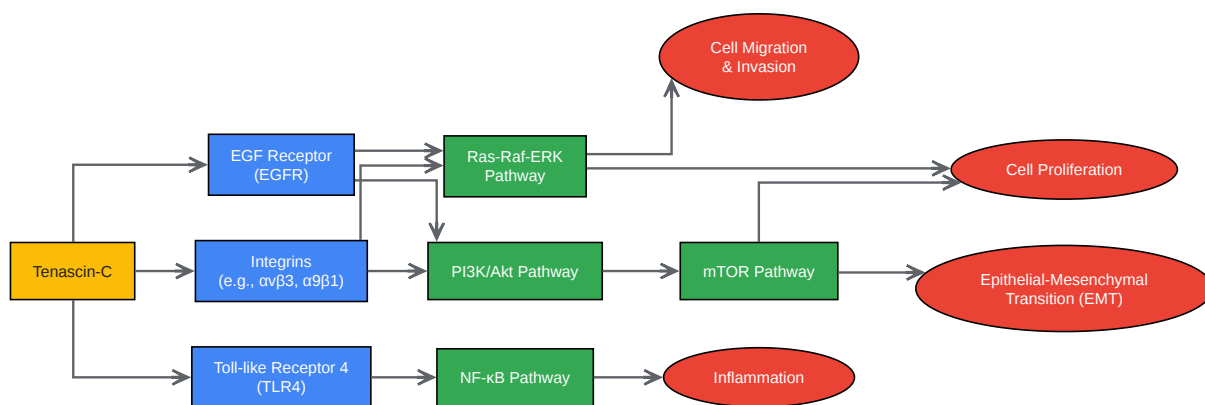 Cell Migration
& Invasion
EGF Receptor
(EGFR)
Ras-Raf-ERK
Pathway
Cell Proliferation
Tenascin-C
Integrins
(e.g., αvβ3, α9β1)
PI3K/Akt Pathway
mTOR Pathway
Epithelial-Mesenchymal
Transition (EMT)
Toll-like Receptor 4
(TLR4)
NF-κB Pathway
Inflammation